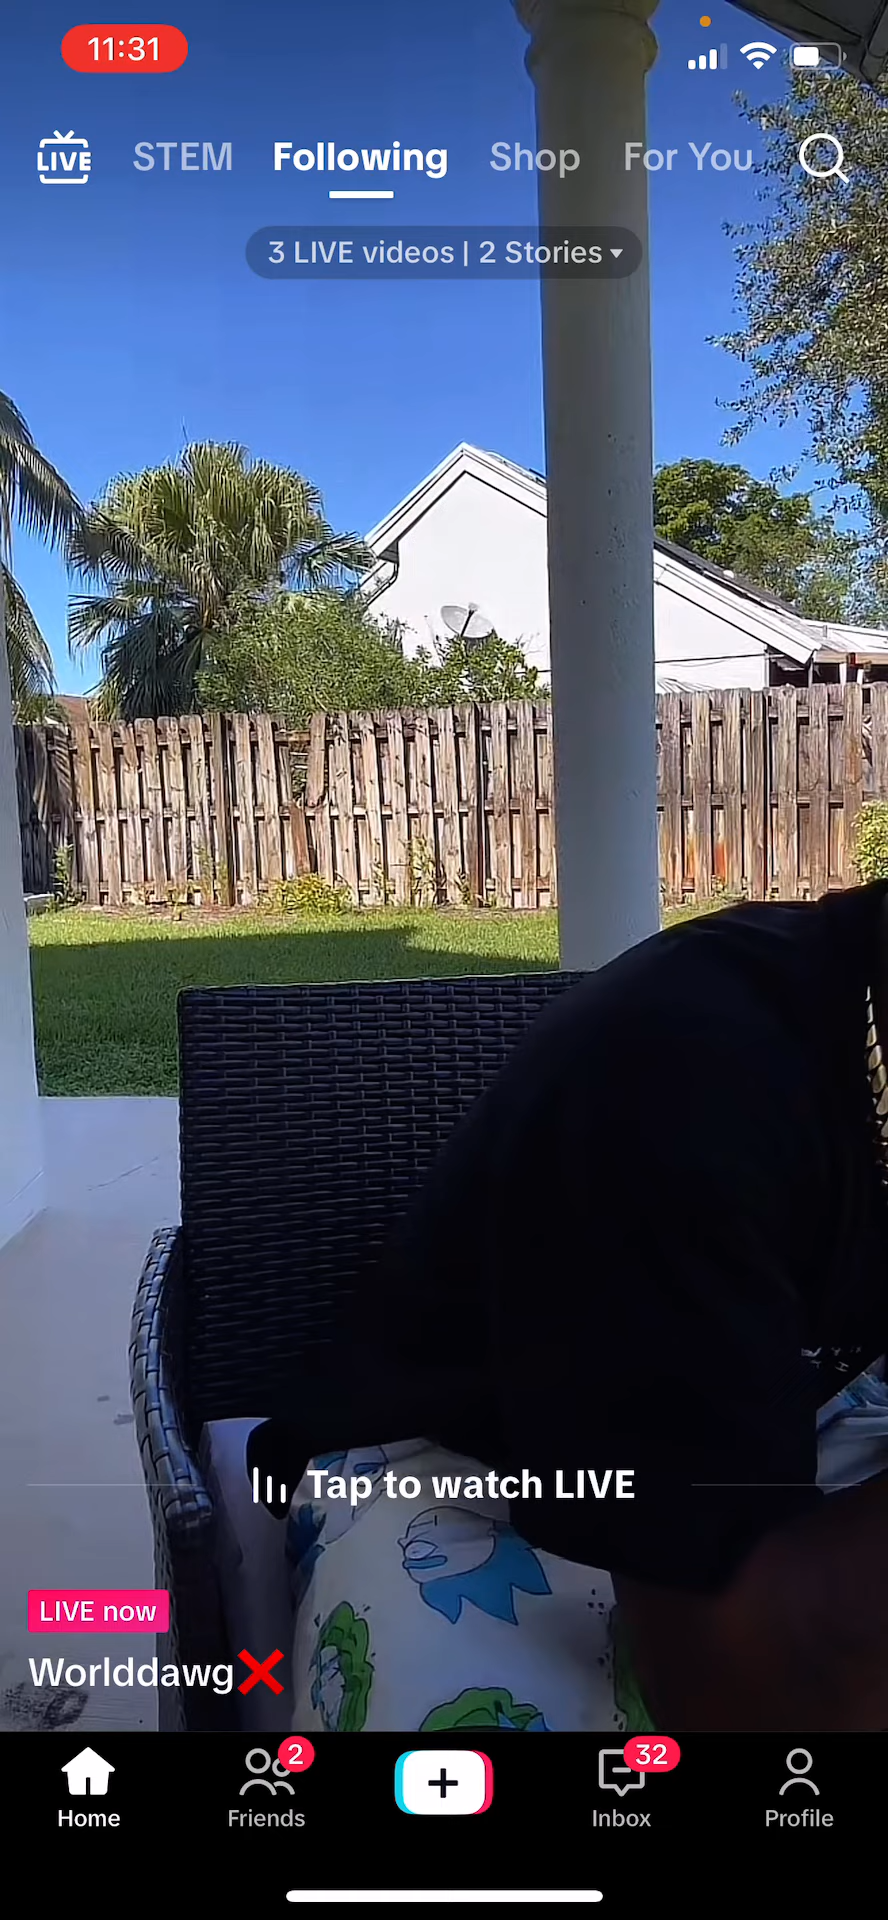 11:31
LIVE STEM Following Shop For You
3 LIVE videos | 2 Stories
Tap to watch LIVE
LIVE now
Worlddawg❌
2
32
Home Friends Inbox Profile